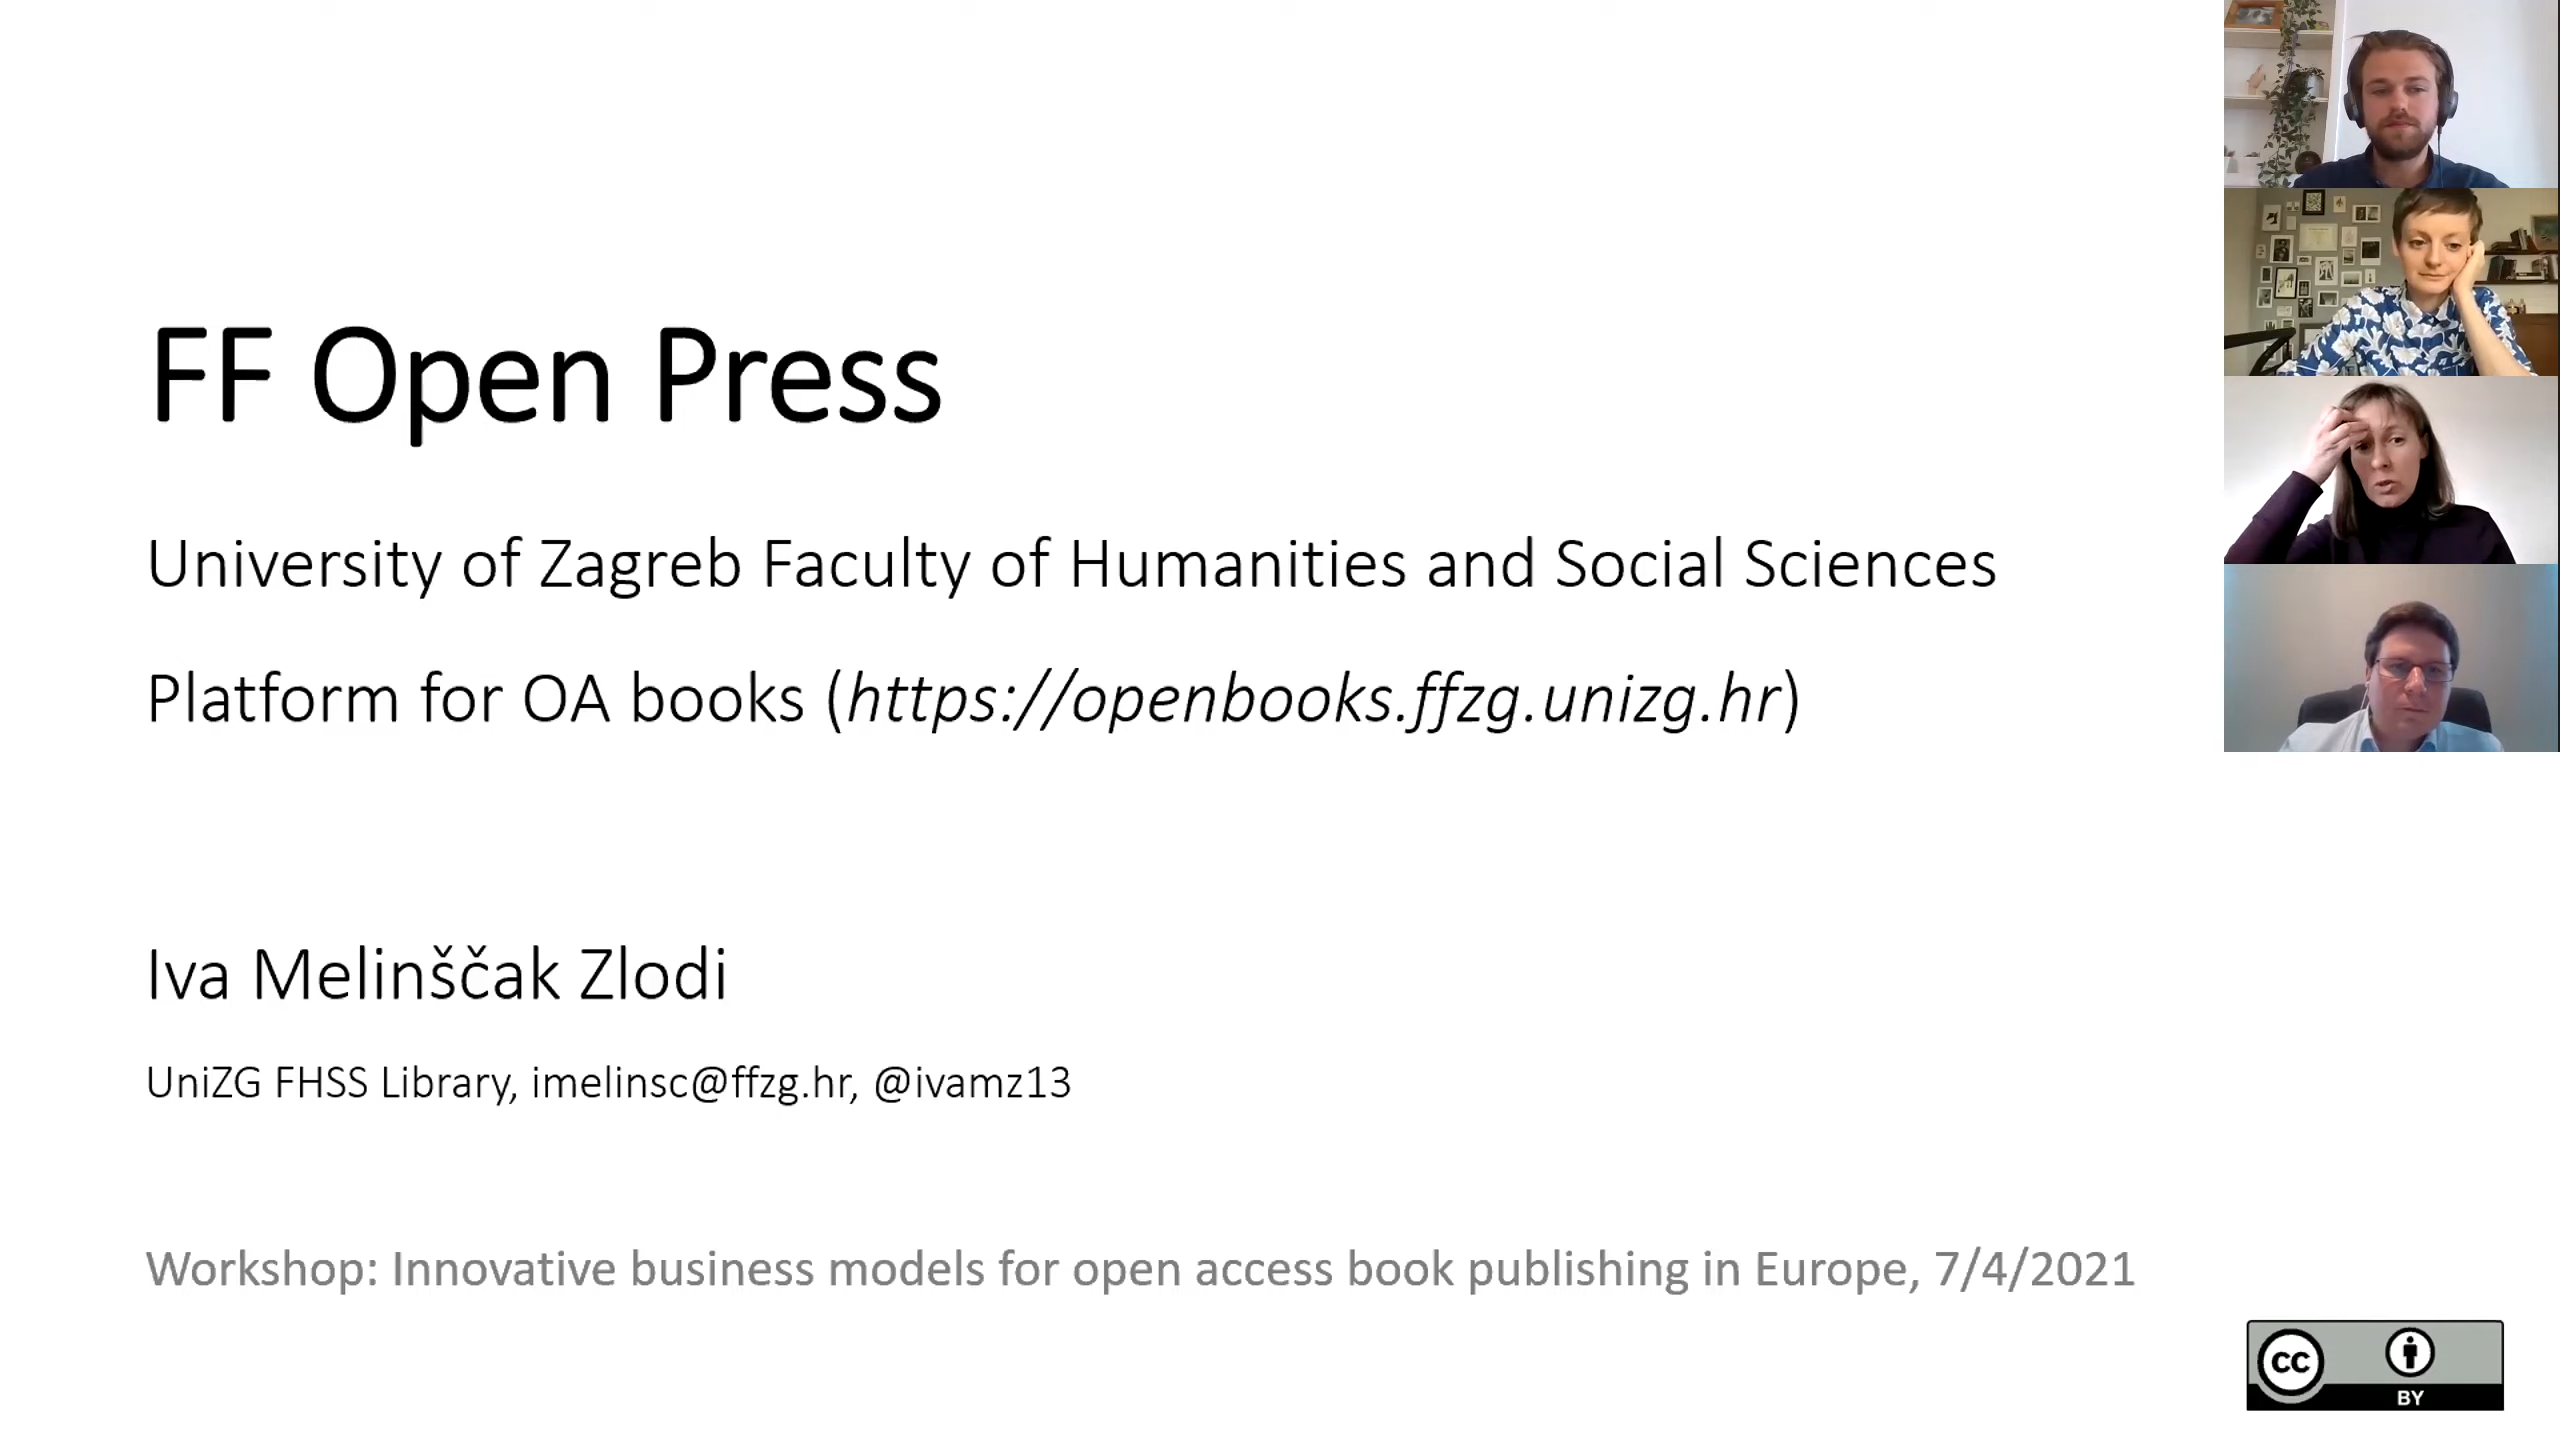 FF Open Press
University of Zagreb Faculty of Humanities and Social Sciences
Platform for OA books (https://openbooks.ffzg.unizg.hr)
Iva Melinščak Zlodi
UniZG FHSS Library, imelinsc@ffzg.hr, @ivamz13
Workshop: Innovative business models for open access book publishing in Europe, 7/4/2021
CC
BY